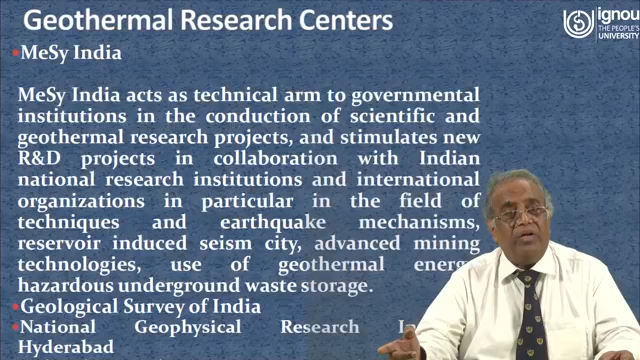 Geothermal Research Centers
ignou
THE PEOPLE'S
UNIVERSITY
•MeSy India
MeSy India acts as technical arm to governmental
institutions in the conduction of scientific and
geothermal research projects, and stimulates new
R&D projects in collaboration with Indian
national research institutions and international
organizations in particular in the field of
techniques and earthquake mechanisms,
reservoir induced seism city, advanced mining
technologies, use of geothermal
hazardous underground waste storage.
•Geological Survey of India
•National Geophysical Research
Hyderabad